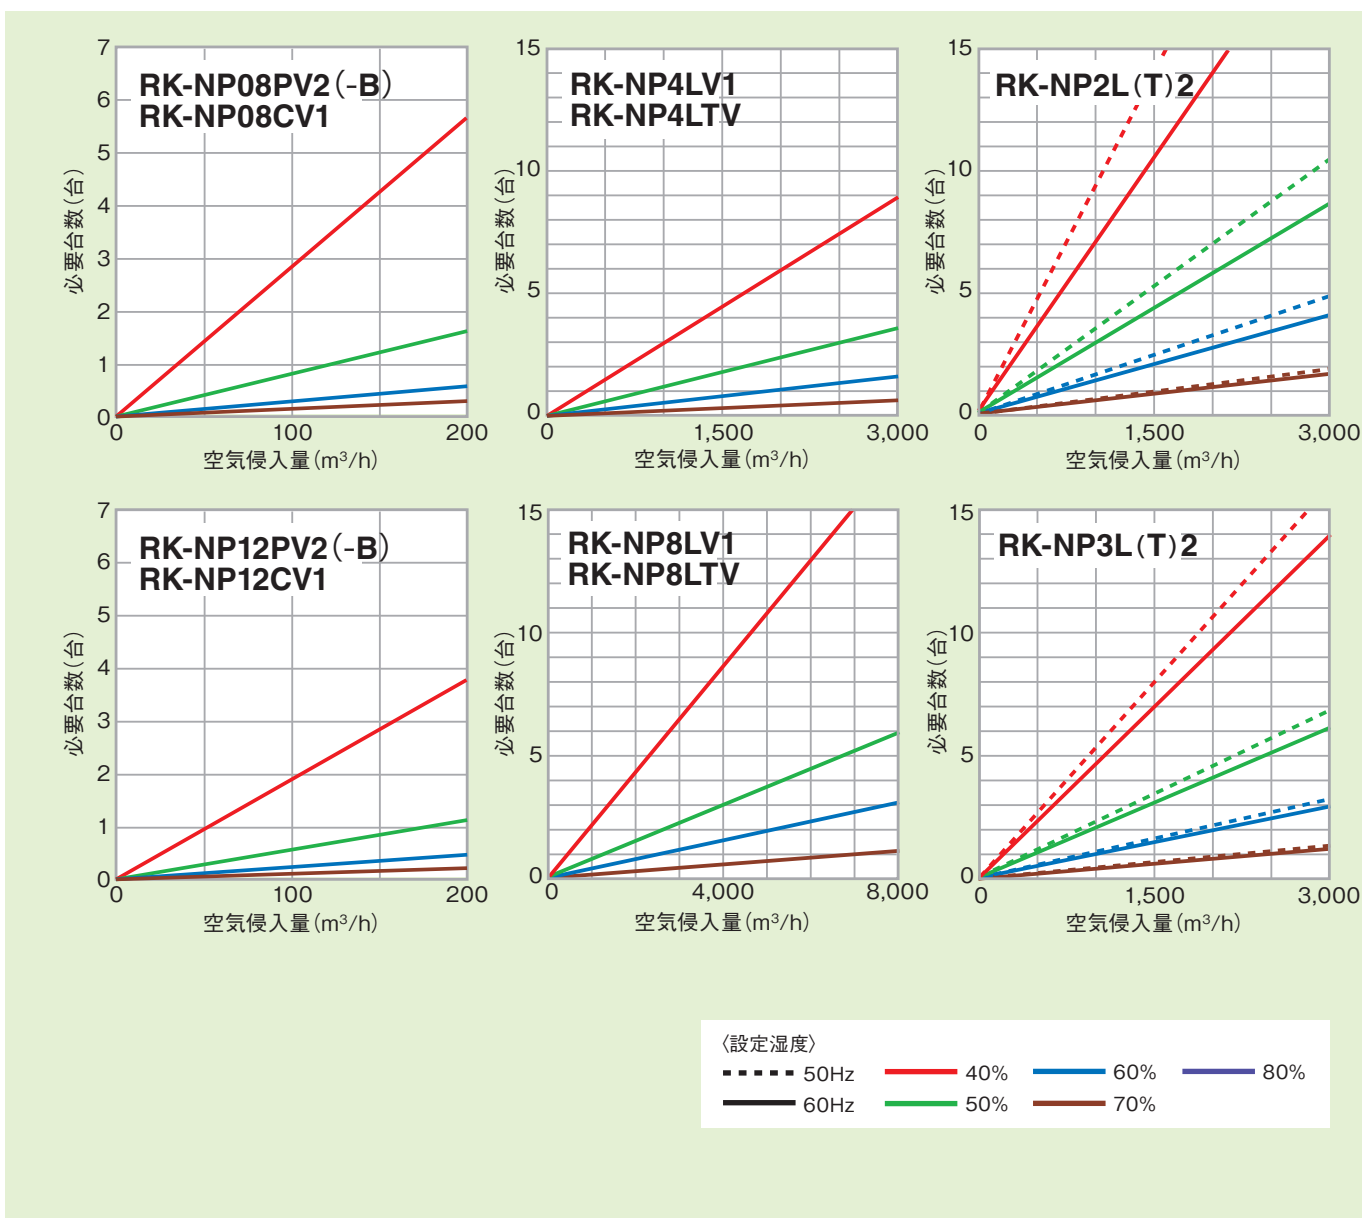 RK-NP08PV2(-B)
RK-NP08CV1
7
6
5
4
3
2
1
0
0
100
200
必要台数(台)
空気侵入量(m³/h)
RK-NP4LV1
RK-NP4LTV
15
10
5
0
0
1,500
3,000
必要台数(台)
空気侵入量(m³/h)
RK-NP2L(T)2
15
10
5
0
0
1,500
3,000
必要台数(台)
空気侵入量(m³/h)
RK-NP12PV2(-B)
RK-NP12CV1
7
6
5
4
3
2
1
0
0
100
200
必要台数(台)
空気侵入量(m³/h)
RK-NP8LV1
RK-NP8LTV
15
10
5
0
0
4,000
8,000
必要台数(台)
空気侵入量(m³/h)
RK-NP3L(T)2
15
10
5
0
0
1,500
3,000
必要台数(台)
空気侵入量(m³/h)
〈設定湿度〉
50Hz 40% 60% 80%
60Hz 50% 70%